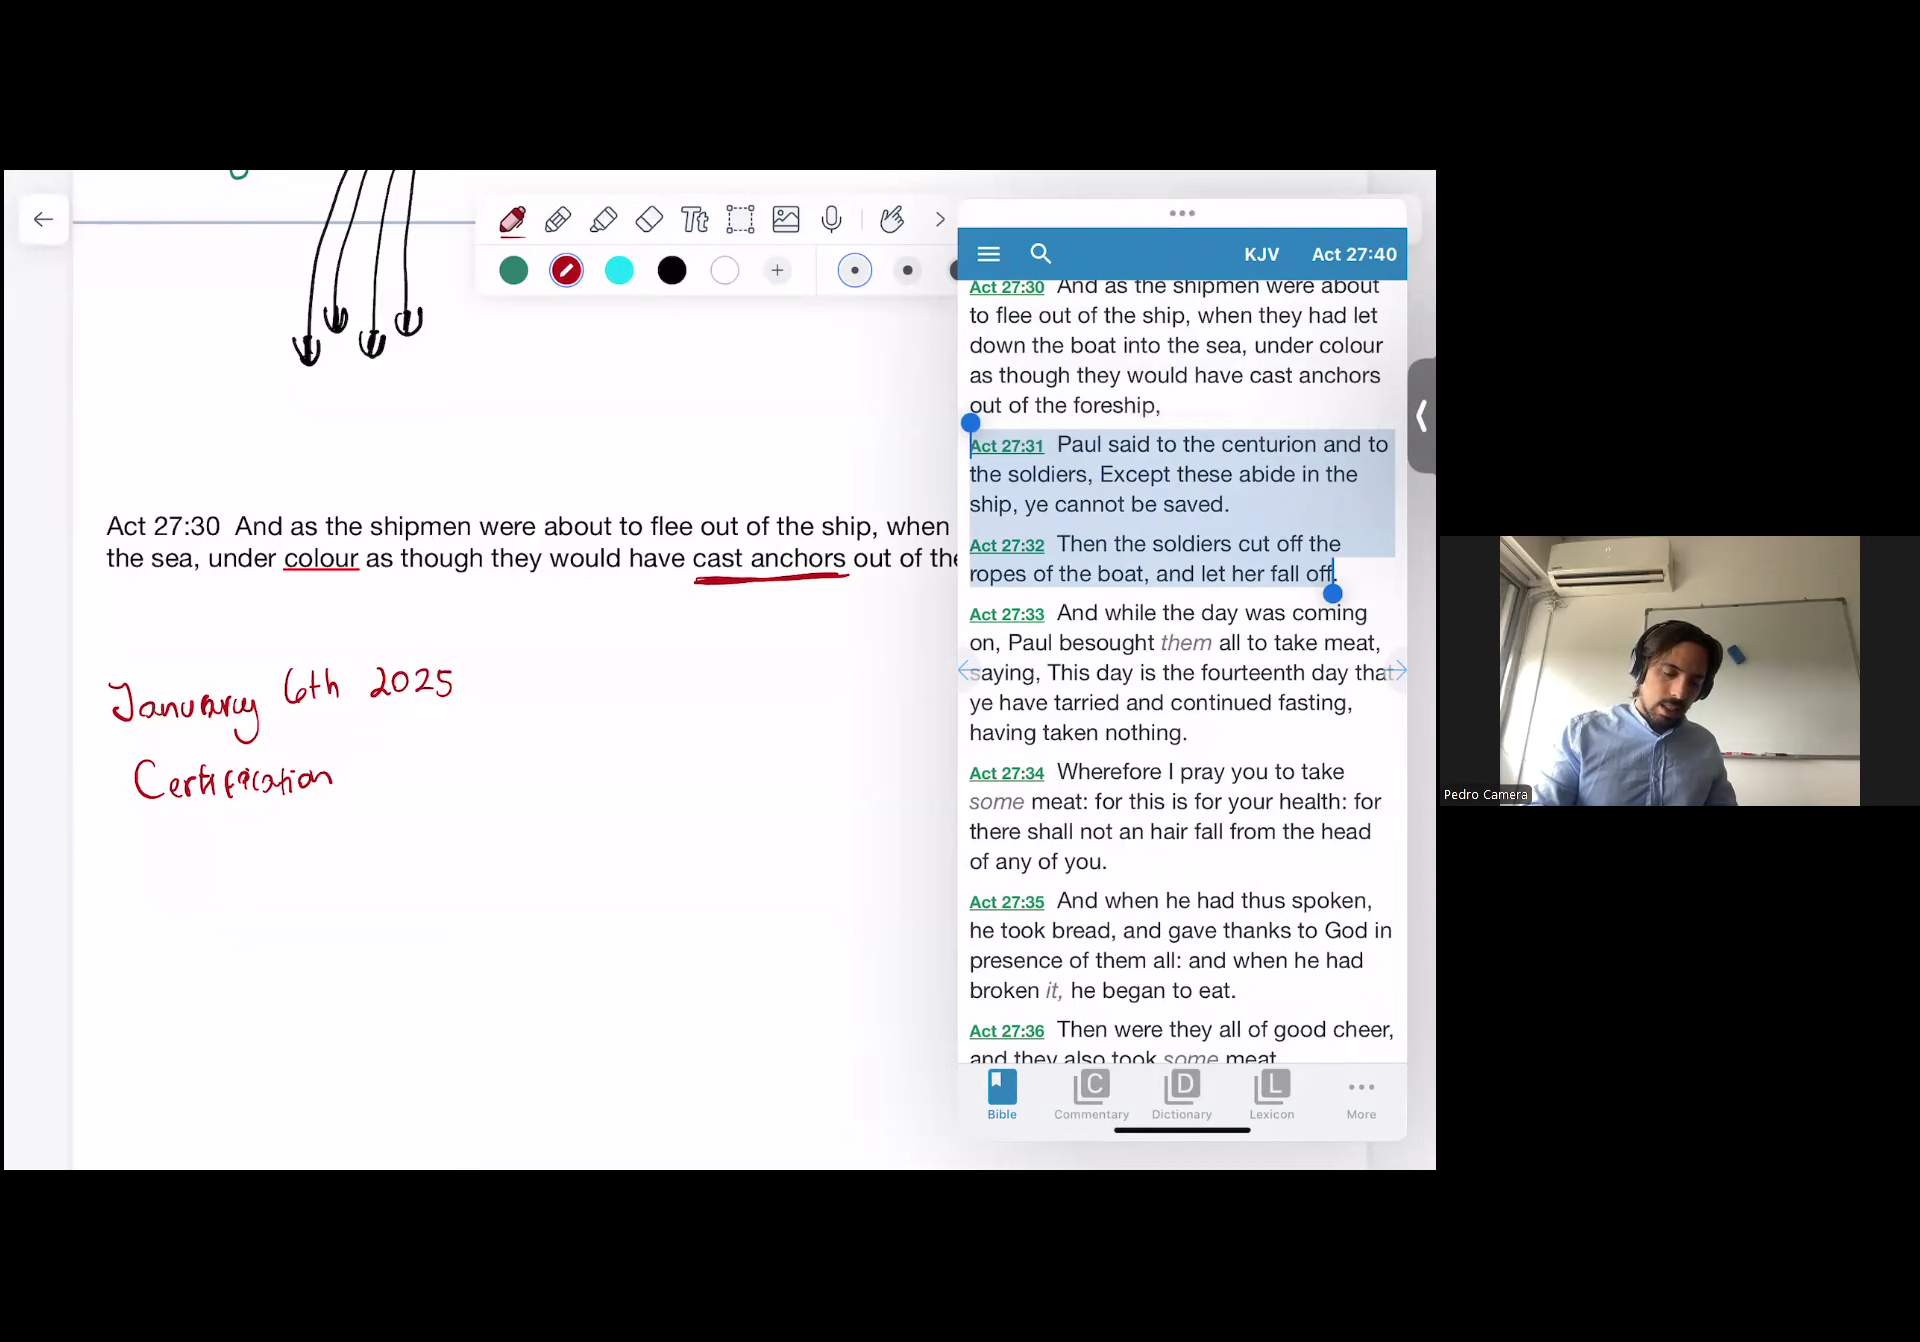 Tt
KJV Act 27:40
Act 27:30 And as the shipmen were about
to flee out of the ship, when they had let
down the boat into the sea, under colour
as though they would have cast anchors
out of the foreship,
Act 27:31 Paul said to the centurion and to
the soldiers, Except these abide in the
ship, ye cannot be saved.
Act 27:32 Then the soldiers cut off the
ropes of the boat, and let her fall off.
Act 27:33 And while the day was coming
on, Paul besought them all to take meat,
saying, This day is the fourteenth day that
ye have tarried and continued fasting,
having taken nothing.
Act 27:34 Wherefore I pray you to take
some meat: for this is for your health: for
there shall not an hair fall from the head
of any of you.
Act 27:35 And when he had thus spoken,
he took bread, and gave thanks to God in
presence of them all: and when he had
broken it, he began to eat.
Act 27:36 Then were they all of good cheer,
and they also took some meat
C D L
Bible Commentary Dictionary Lexicon More
Act 27:30 And as the shipmen were about to flee out of the ship, when
the sea, under colour as though they would have cast anchors out of the
January 6th 2025
Certification
Pedro Camera